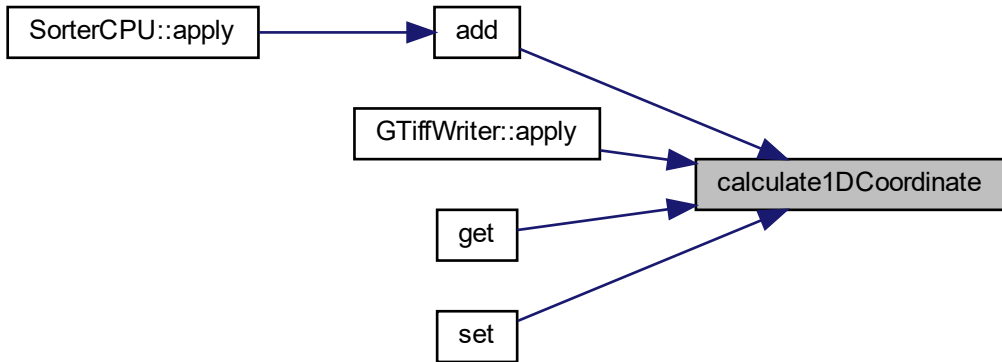 SorterCPU::apply
add
GTiffWriter::apply
calculate1DCoordinate
get
set